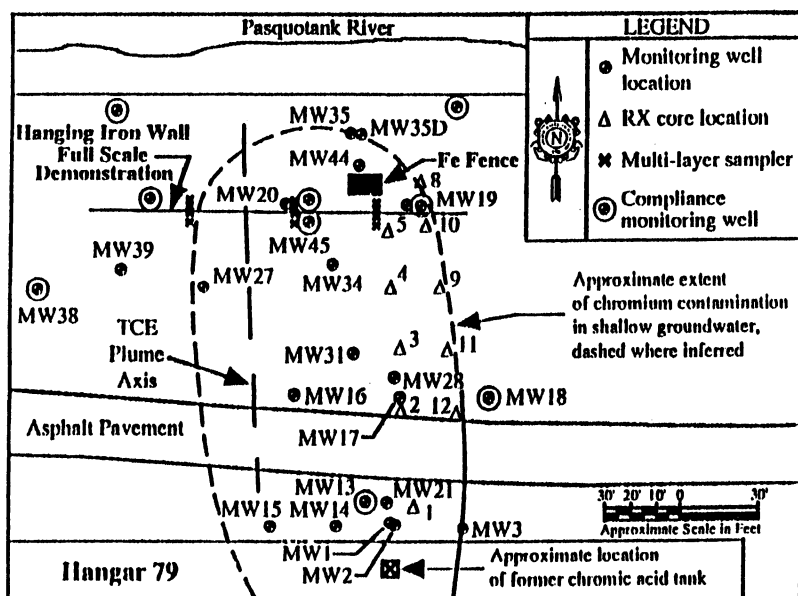 Pasquotank River
LEGEND
Monitoring well
location
RX core location
Multi-layer sampler
Compliance
monitoring well
N
MW35
MW35D
Hanging Iron Wall
Full Scale
Demonstration
MW44
Fe Fence
8
MW20
MW19
MW45
5
10
MW39
MW27
MW34
4
9
MW38
Approximate extent
of chromium contamination
in shallow groundwater,
dashed where inferred
TCE
Plume
Axis
MW31
3
11
MW28
MW16
MW18
2
12
MW17
Asphalt Pavement
MW13
MW21
MW15
MW14
1
MW3
MW1
MW2
30' 20' 10' 0 30'
Approximate Scale in Feet
Hangar 79
Approximate location
of former chromic acid tank